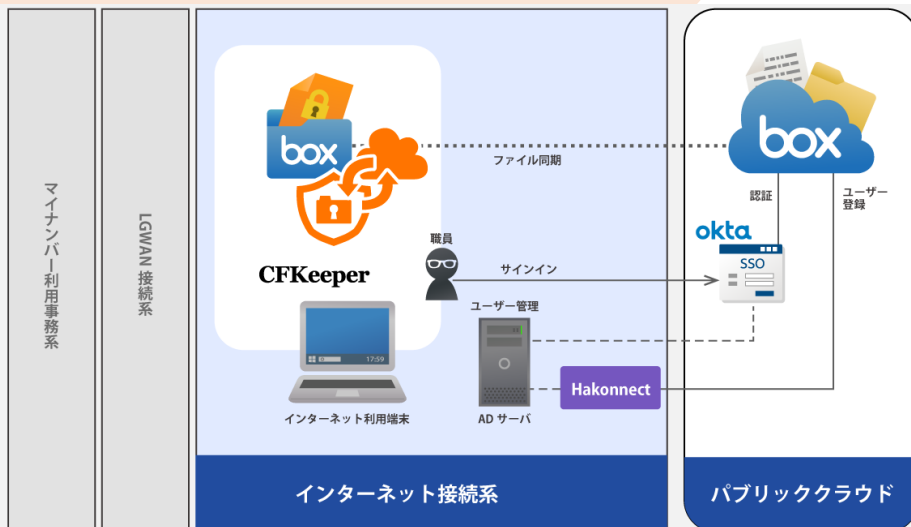 マイナンバー利用事務系
LGWAN 接続系
box
CFKeeper
17:59
インターネット利用端末
職員
ファイル同期
サインイン
ユーザー管理
AD サーバ
Hakonnect
インターネット接続系
box
認証
ユーザー
登録
okta
SSO
パブリッククラウド